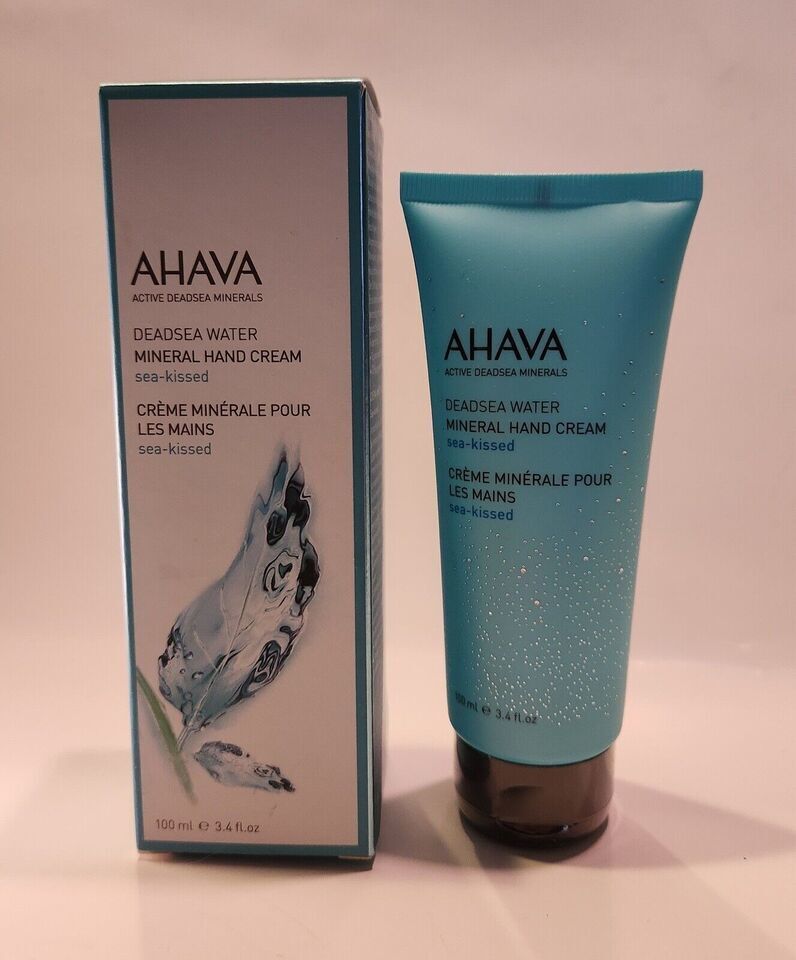 AHAVA
ACTIVE DEADSEA MINERALS
DEADSEA WATER
MINERAL HAND CREAM
sea-kissed
CRÈME MINÉRALE POUR
LES MAINS
sea-kissed
100 ml ℮ 3.4 fl.oz
AHAVA
ACTIVE DEADSEA MINERALS
DEADSEA WATER
MINERAL HAND CREAM
sea-kissed
CRÈME MINÉRALE POUR
LES MAINS
sea-kissed
100 ml ℮ 3.4 fl.oz